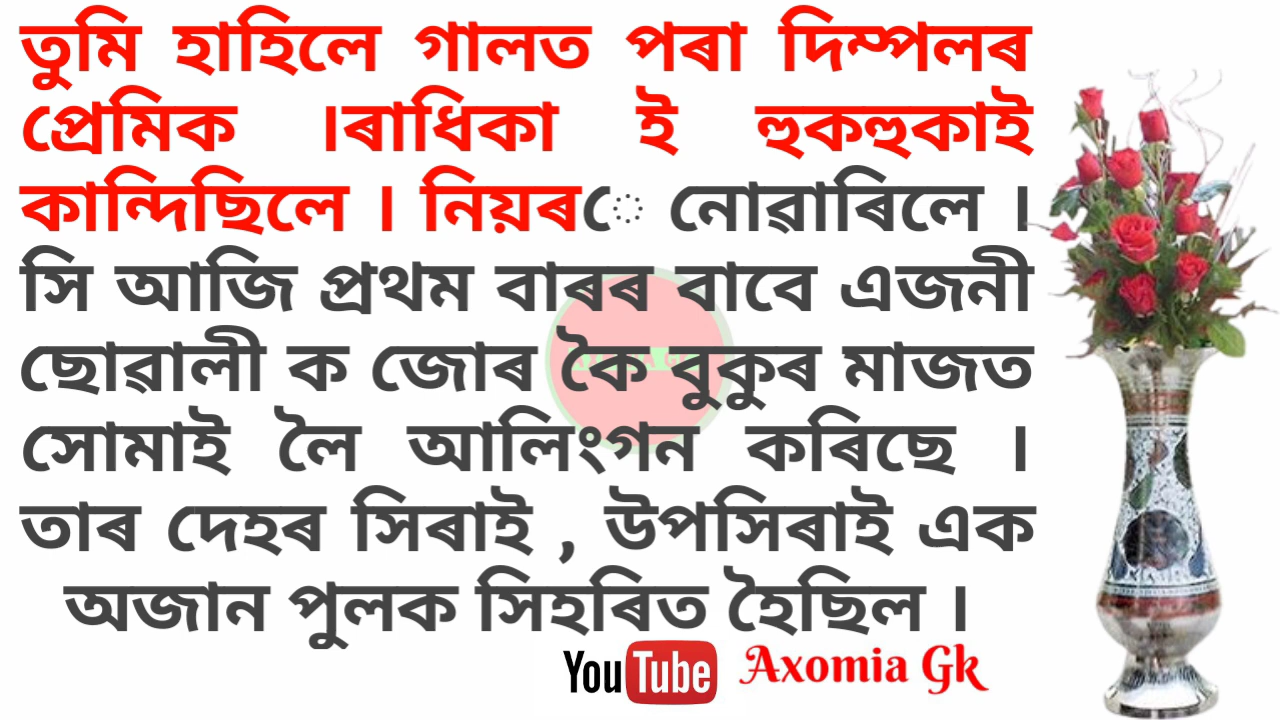 তুমি হাহিলে গালত পৰা দিম্পলৰ
প্ৰেমিক ।ৰাধিকা ই হুকহুকাই
কান্দিছিলে । নিয়ৰে নোৱাৰিলে ।
সি আজি প্ৰথম বাৰৰ বাবে এজনী
ছোৱালী ক জোৰ কৈ বুকুৰ মাজত
সোমাই লৈ আলিংগন কৰিছে ।
তাৰ দেহৰ সিৰাই , উপসিৰাই এক
অজান পুলক সিহৰিত হৈছিল ।
YouTube Axomia Gk